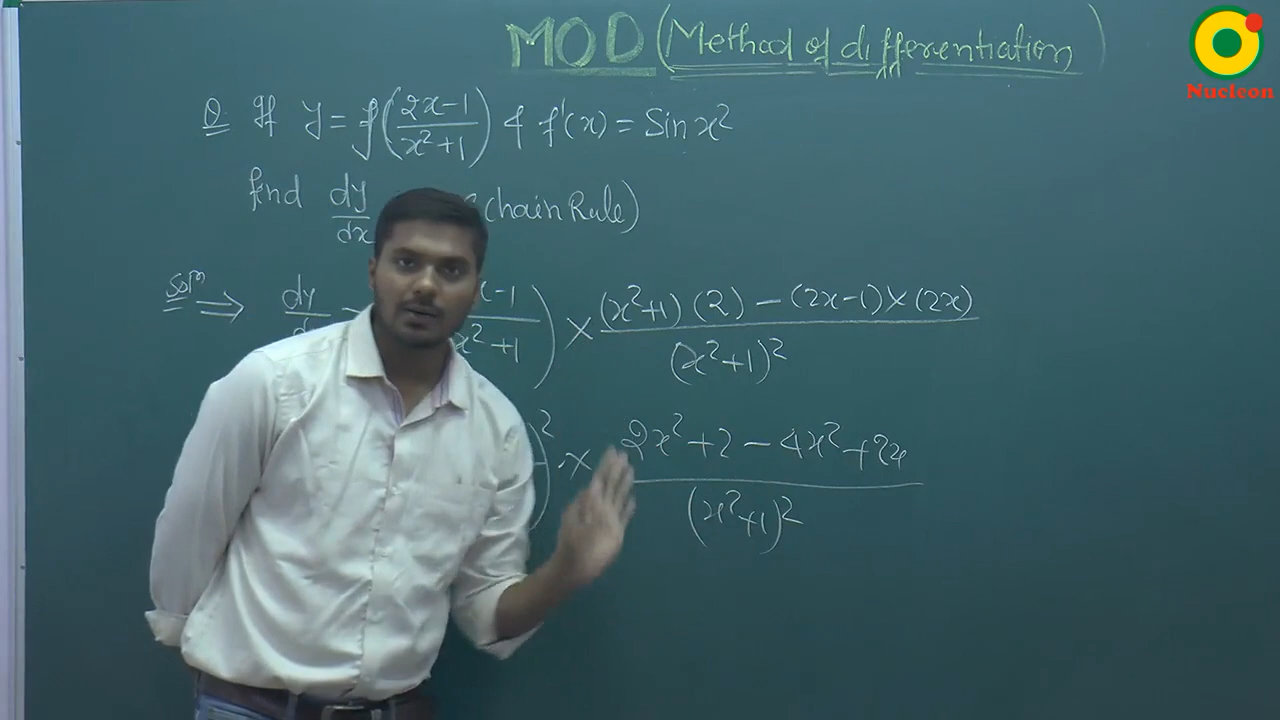 MOD (Method of differentiation)
Nucleon
Q. If y = f((2x-1)/(x²+1)) & f'(x) = Sin x²
find dy/dx (Chain Rule)
Solⁿ ⇒ dy/ -1/x²+1) × ((x²+1)(2) - (2x-1)×(2x))/(x²+1)²
)² × (2x²+2-4x²+2x)/(x²+1)²